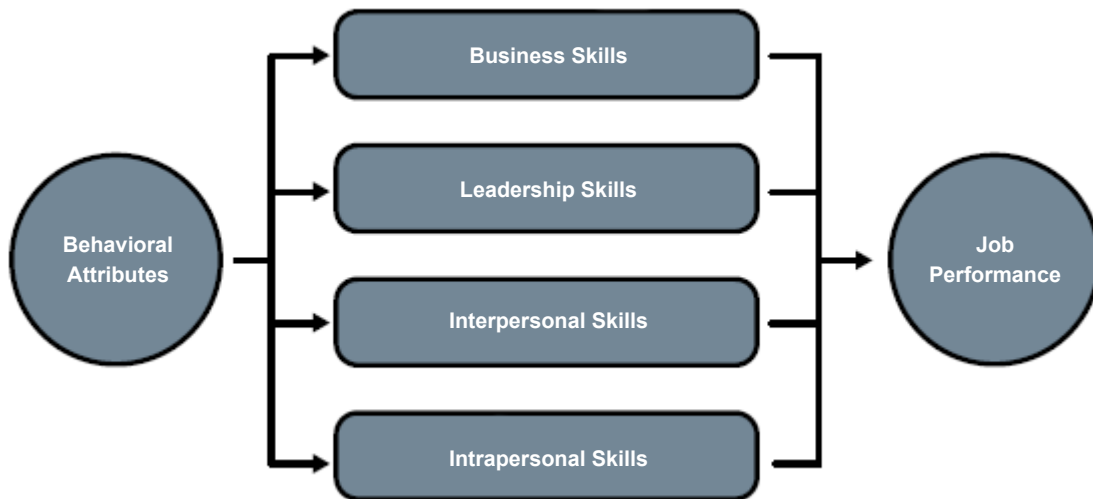 Business Skills
Leadership Skills
Behavioral
Attributes
Job
Performance
Interpersonal Skills
Intrapersonal Skills